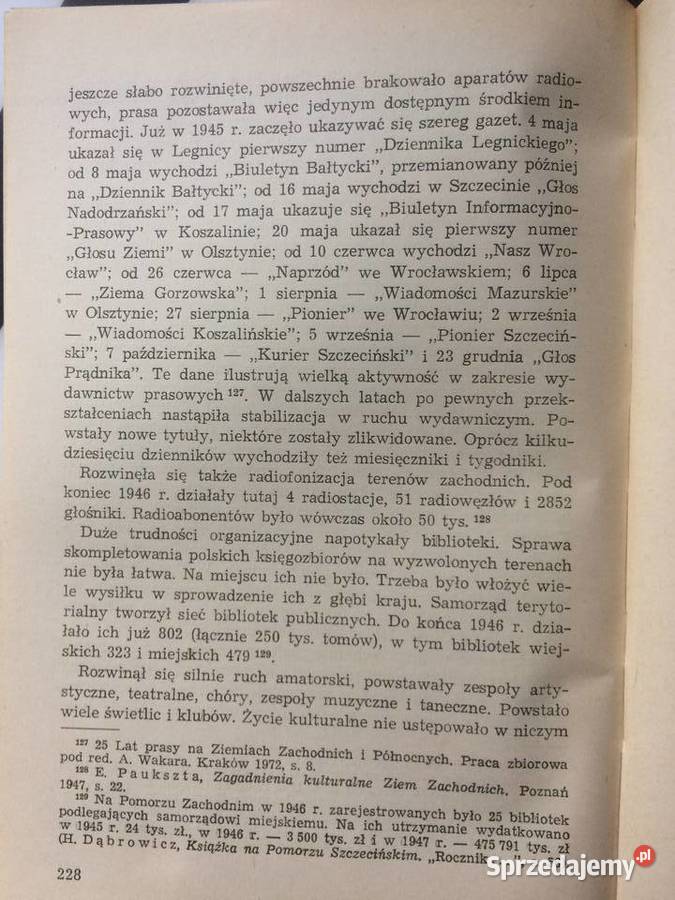 jeszcze słabo rozwinięte, powszechnie brakowało aparatów radio-
wych, prasa pozostawała więc jedynym dostępnym środkiem in-
formacji. Już w 1945 r. zaczęło ukazywać się szereg gazet. 4 maja
ukazał się w Legnicy pierwszy numer „Dziennika Legnickiego”;
od 8 maja wychodzi „Biuletyn Bałtycki”, przemianowany później
na „Dziennik Bałtycki”; od 16 maja wychodzi w Szczecinie „Głos
Nadodrzański”; od 17 maja ukazuje się „Biuletyn Informacyjno-
-Prasowy” w Koszalinie; 20 maja ukazał się pierwszy numer
„Głosu Ziemi” w Olsztynie; od 10 czerwca wychodzi „Nasz Wro-
cław”; od 26 czerwca — „Naprzód” we Wrocławskiem; 6 lipca
— „Ziema Gorzowska”; 1 sierpnia — „Wiadomości Mazurskie”
w Olsztynie; 27 sierpnia — „Pionier” we Wrocławiu; 2 września
— „Wiadomości Koszalińskie”; 5 września — „Pionier Szczeciń-
ski”; 7 października — „Kurier Szczeciński” i 23 grudnia „Głos
Prądnika”. Te dane ilustrują wielką aktywność w zakresie wy-
dawnictw prasowych 127. W dalszych latach po pewnych przek-
ształceniach nastąpiła stabilizacja w ruchu wydawniczym. Po-
wstały nowe tytuły, niektóre zostały zlikwidowane. Oprócz kilku-
dziesięciu dzienników wychodziły też miesięczniki i tygodniki.
Rozwinęła się także radiofonizacja terenów zachodnich. Pod
koniec 1946 r. działały tutaj 4 radiostacje, 51 radiowęzłów i 2852
głośniki. Radioabonentów było wówczas około 50 tys. 128
Duże trudności organizacyjne napotykały biblioteki. Sprawa
skompletowania polskich księgozbiorów na wyzwolonych terenach
nie była łatwa. Na miejscu ich nie było. Trzeba było włożyć wie-
le wysiłku w sprowadzenie ich z głębi kraju. Samorząd teryto-
rialny tworzył sieć bibliotek publicznych. Do końca 1946 r. dzia-
łało ich już 802 (łącznie 250 tys. tomów), w tym bibliotek wiej-
skich 323 i miejskich 479 129.
Rozwinął się silnie ruch amatorski, powstawały zespoły arty-
styczne, teatralne, chóry, zespoły muzyczne i taneczne. Powstało
wiele świetlic i klubów. Życie kulturalne nie ustępowało w niczym
127 25 Lat prasy na Ziemiach Zachodnich i Północnych. Praca zbiorowa
pod red. A. Wakara. Kraków 1972, s. 8.
128 E. Paukszta, Zagadnienia kulturalne Ziem Zachodnich. Poznań
1947, s. 22.
129 Na Pomorzu Zachodnim w 1946 r. zarejestrowanych było 25 bibliotek
podlegających samorządowi miejskiemu. Na ich utrzymanie wydatkowano
w 1945 r. 24 tys. zł., w 1946 r. — 3 500 tys. zł i w 1947 r. — 475 791 tys. zł
(H. Dąbrowicz, Książka na Pomorzu Szczecińskim. „Rocznik
228
Sprzedajemy.pl